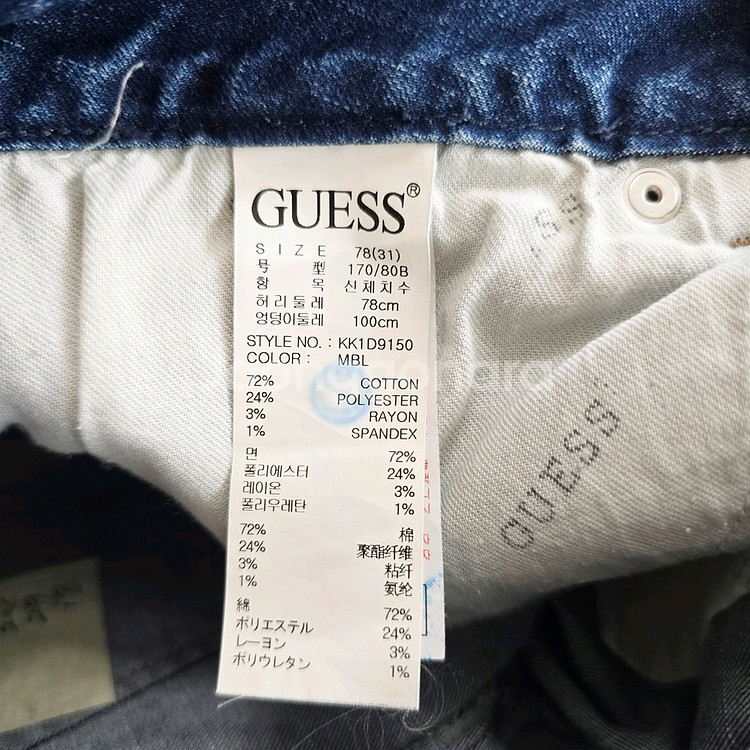 GUESS®
SIZE 78(31)
号 型 170/80B
항 목 신체치수
허리둘레 78cm
엉덩이둘레 100cm
STYLE NO. : KK1D9150
COLOR : MBL
72% COTTON
24% POLYESTER
3% RAYON
1% SPANDEX
면 72%
폴리에스터 24%
레이온 3%
폴리우레탄 1%
72% 棉
24% 聚酯纤维
3% 粘纤
1% 氨纶
綿 72%
ポリエステル 24%
レーヨン 3%
ポリウレタン 1%
GUESS